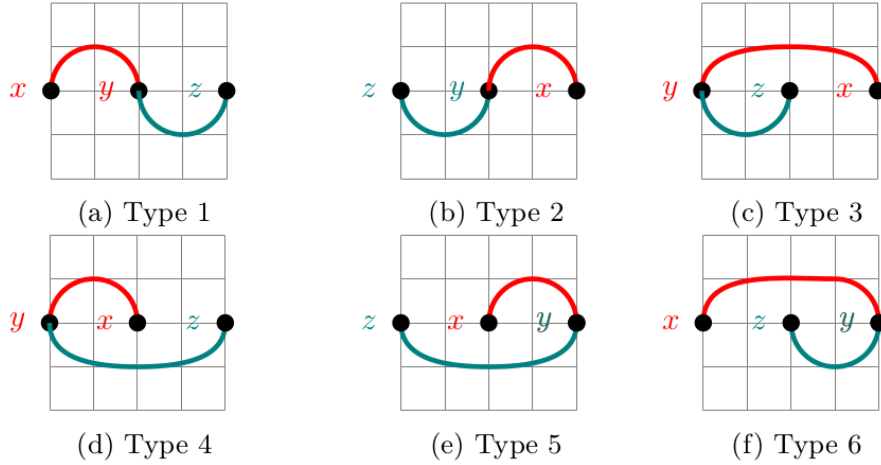 x y z z y x y z x
(a) Type 1 (b) Type 2 (c) Type 3
y x z z x y x z y
(d) Type 4 (e) Type 5 (f) Type 6